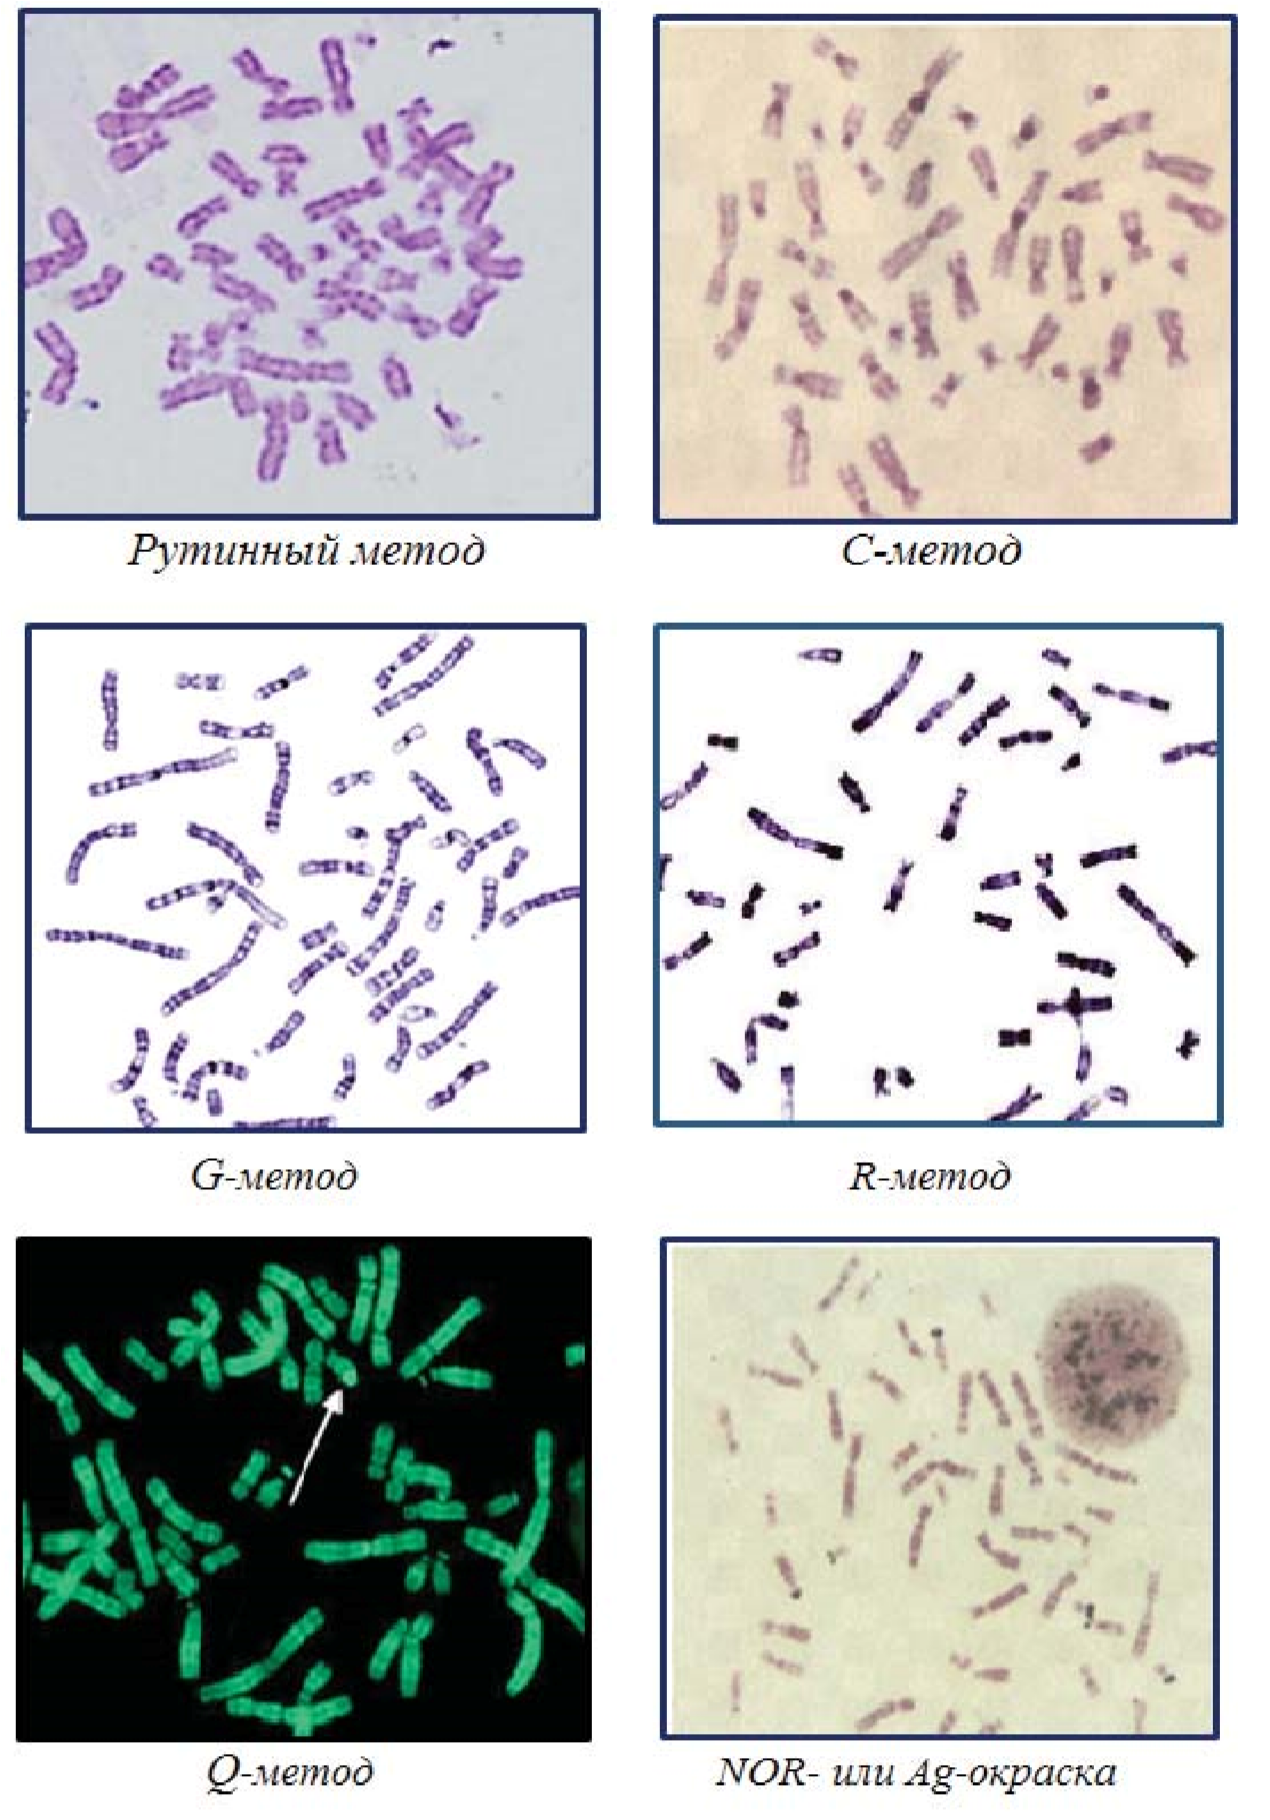 Рутинный метод
С-метод
G-метод
R-метод
Q-метод
NOR- или Ag-окраска